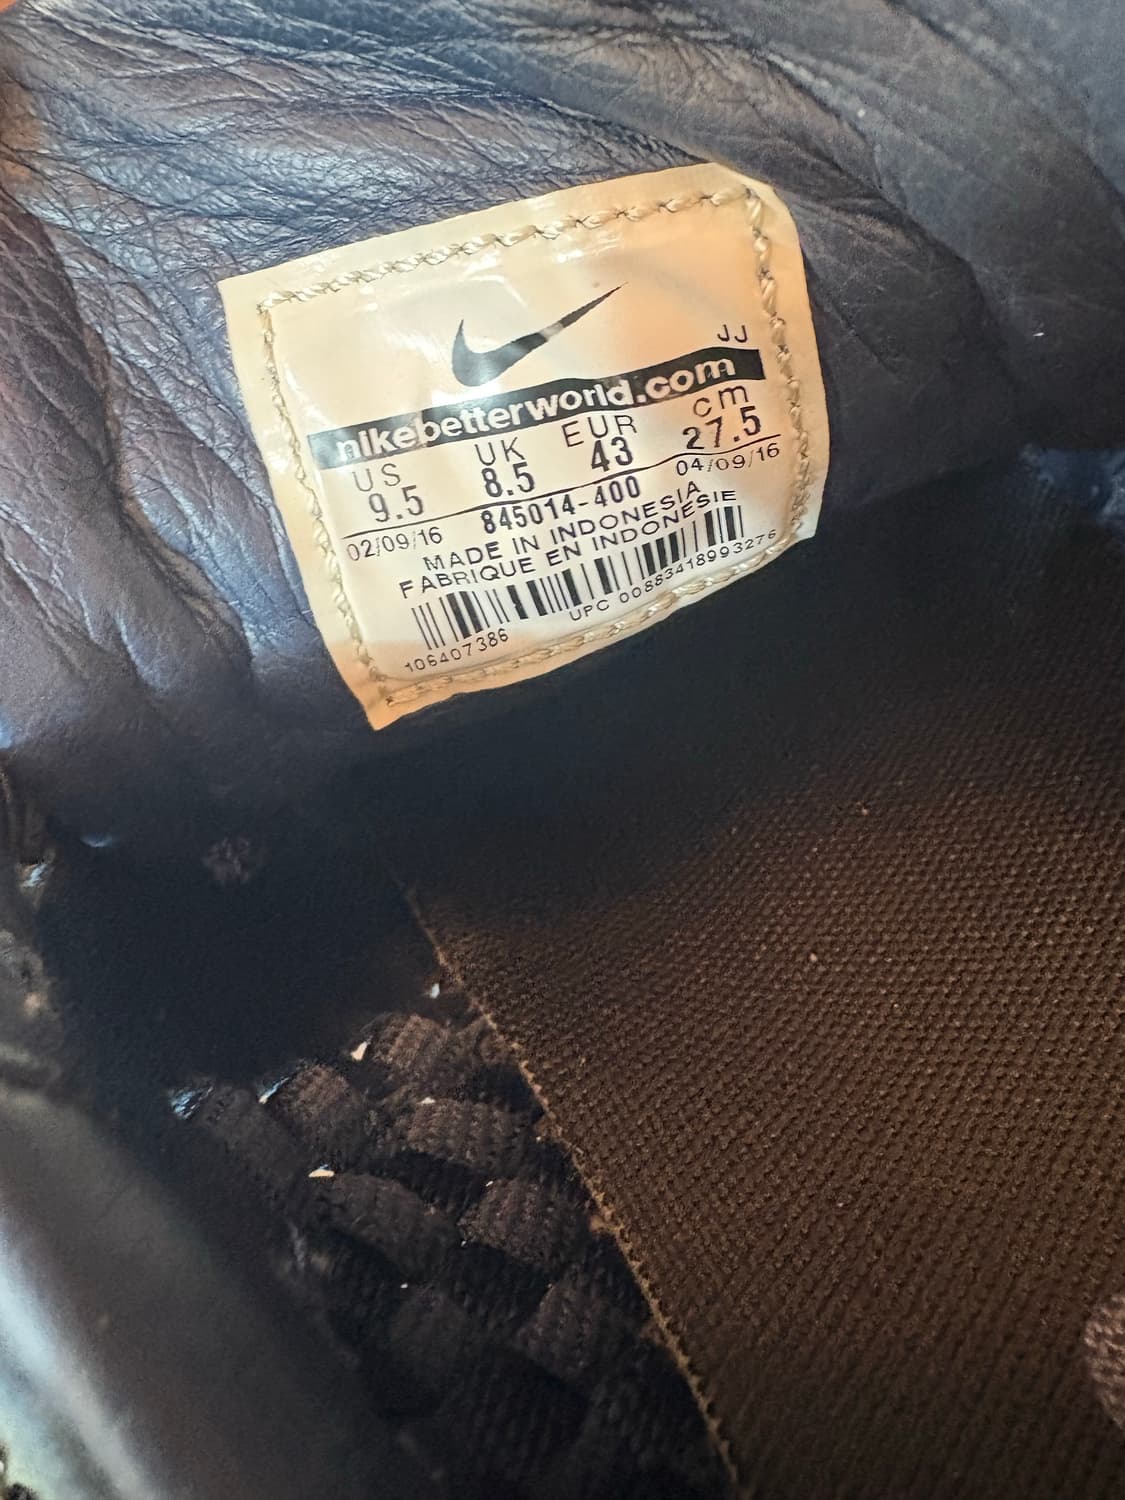 JJ
nikebetterworld.com
US UK EUR cm
9.5 8.5 43 27.5
02/09/16 845014-400 04/09/16
MADE IN INDONESIA
FABRIQUE EN INDONÉSIE
106407386 UPC 00883418993276